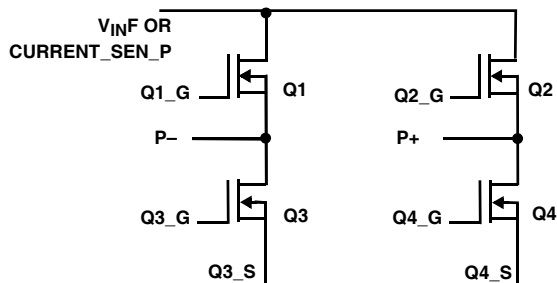 VINF OR
CURRENT_SEN_P
Q1_G Q1 Q2_G Q2
P– P+
Q3_G Q3 Q4_G Q4
Q3_S Q4_S